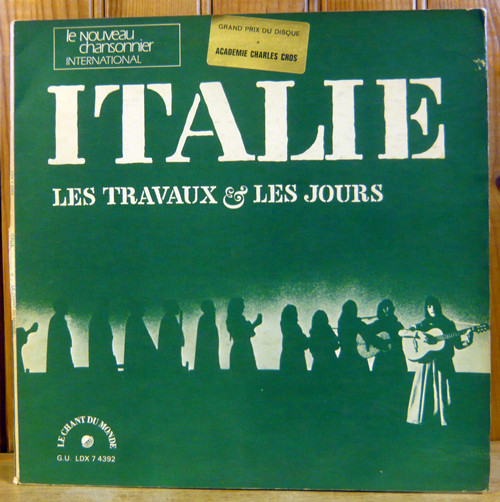 le nouveau
chansonnier
INTERNATIONAL
GRAND PRIX DU DISQUE
ACADEMIE CHARLES CROS
ITALIE
LES TRAVAUX & LES JOURS
LE CHANT DU MONDE
G.U. LDX 7 4392